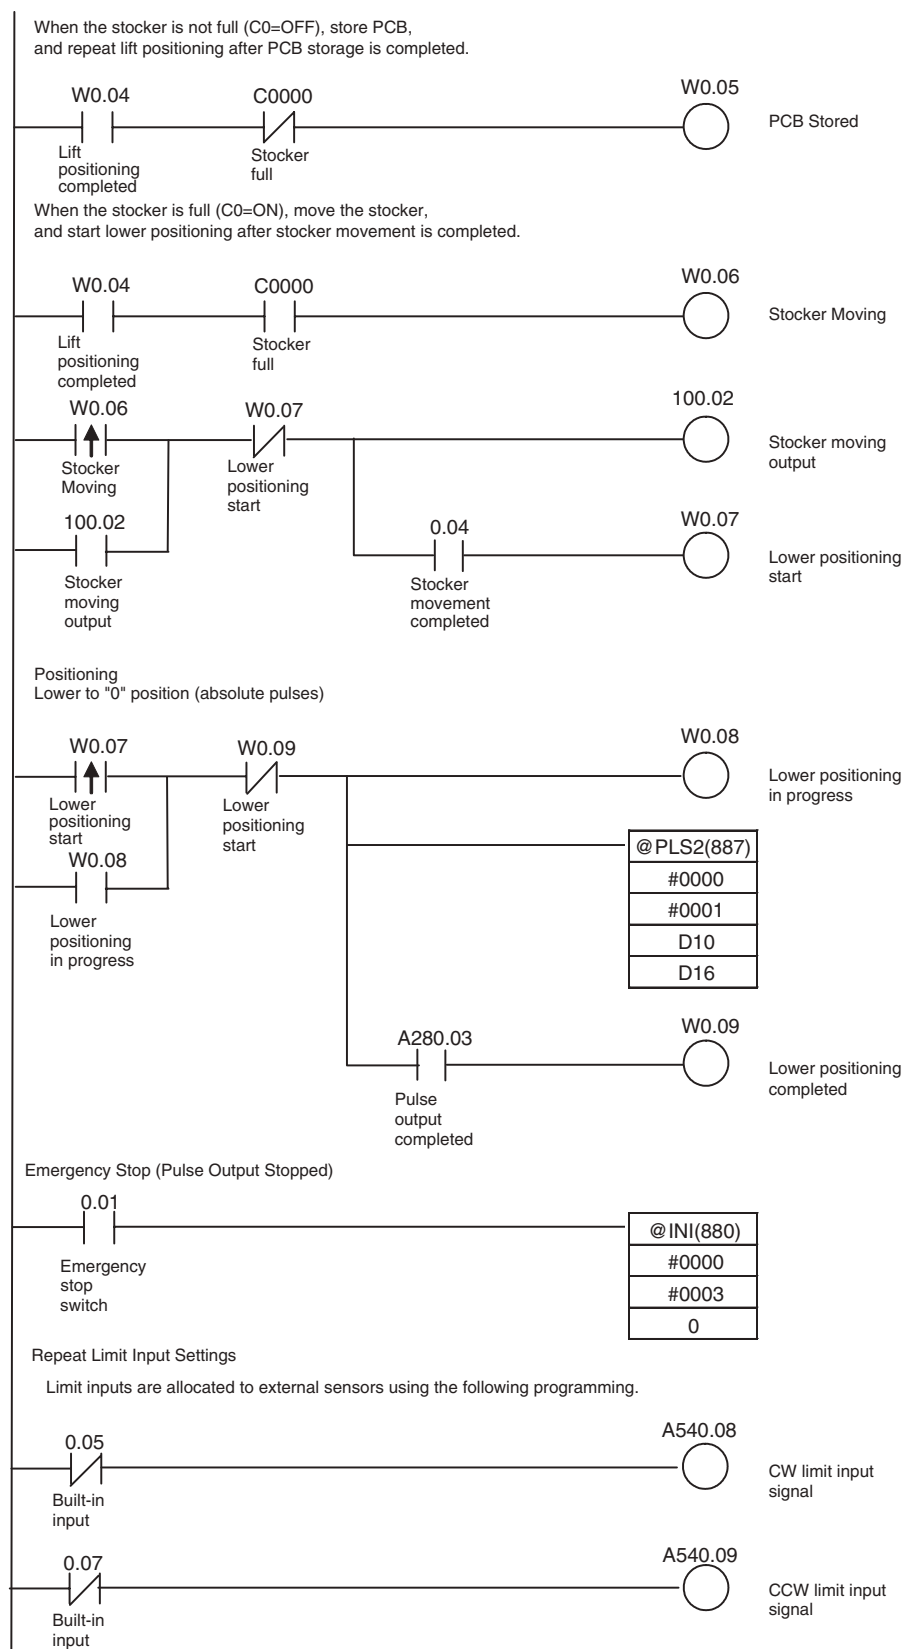 When the stocker is not full (C0=OFF), store PCB,
and repeat lift positioning after PCB storage is completed.
W0.04
C0000
W0.05
PCB Stored
Lift
positioning
completed
Stocker
full
When the stocker is full (C0=ON), move the stocker,
and start lower positioning after stocker movement is completed.
W0.04
C0000
W0.06
Stocker Moving
Lift
positioning
completed
Stocker
full
W0.06
W0.07
100.02
Stocker moving
output
Stocker
Moving
Lower
positioning
start
100.02
0.04
W0.07
Lower positioning
start
Stocker
moving
output
Stocker
movement
completed
Positioning
Lower to "0" position (absolute pulses)
W0.07
W0.09
W0.08
Lower positioning
in progress
Lower
positioning
start
Lower
positioning
start
@PLS2(887)
#0000
#0001
D10
D16
W0.08
Lower
positioning
in progress
A280.03
W0.09
Lower positioning
completed
Pulse
output
completed
Emergency Stop (Pulse Output Stopped)
0.01
Emergency
stop
switch
@INI(880)
#0000
#0003
0
Repeat Limit Input Settings
Limit inputs are allocated to external sensors using the following programming.
0.05
A540.08
CW limit input
signal
Built-in
input
0.07
A540.09
CCW limit input
signal
Built-in
input